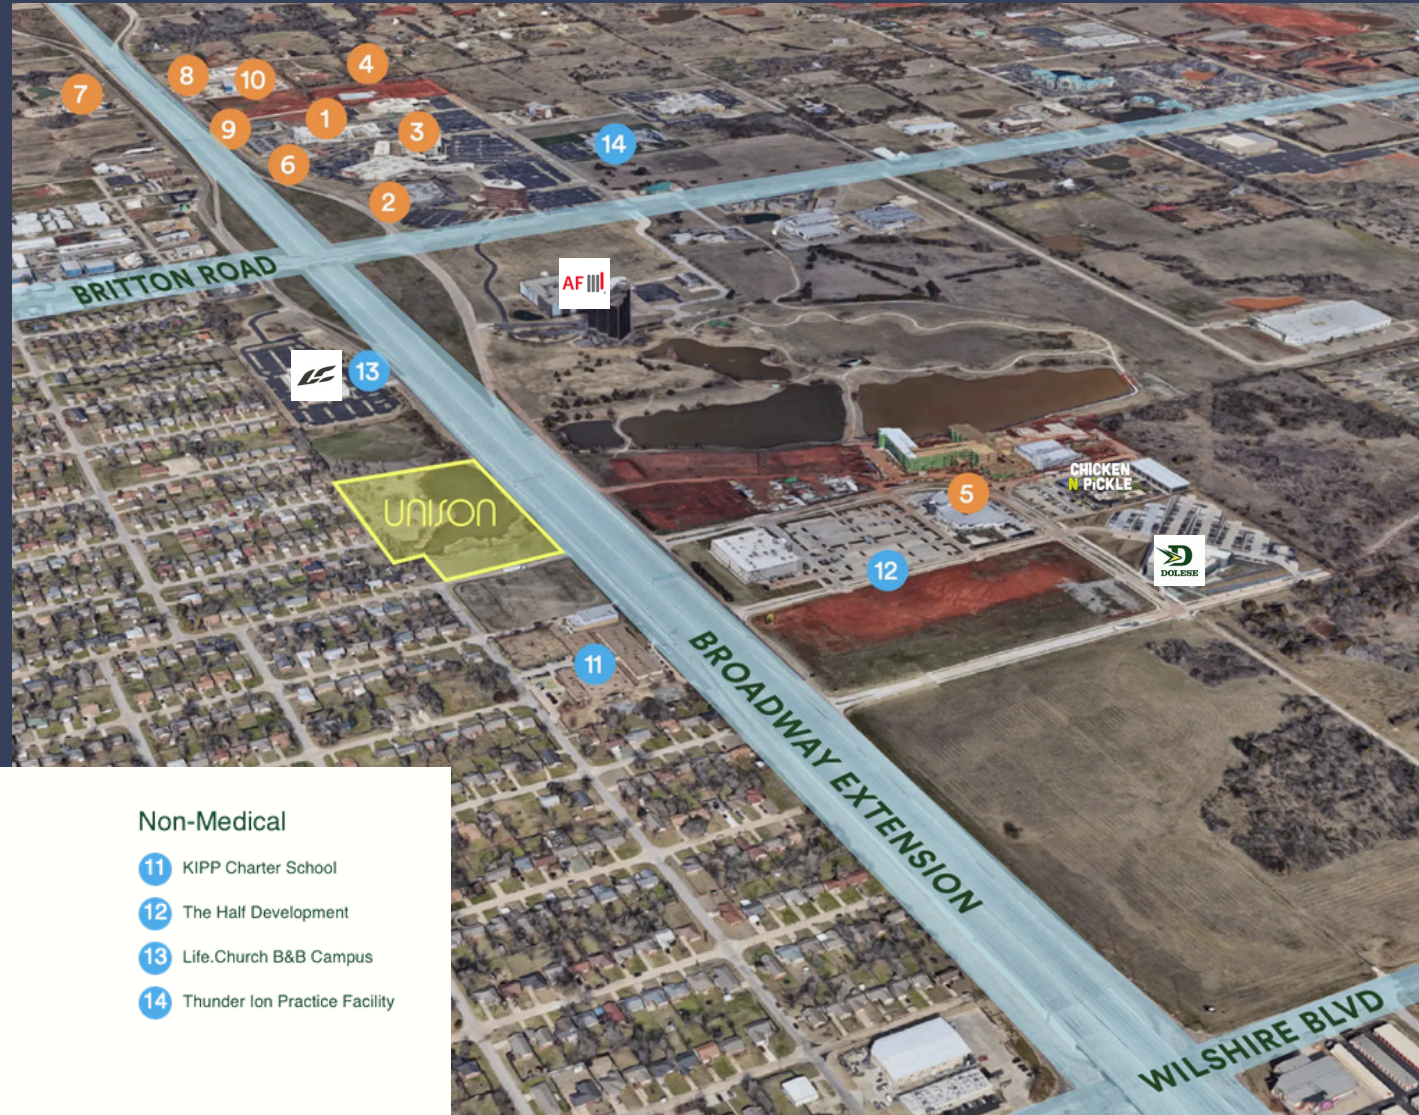 4
8
10
7
1
9
3
14
6
2
BRITTON ROAD
AF
13
UNISON
CHICKEN
N PiCKLE
5
DOLESE
12
11
BROADWAY EXTENSION
WILSHIRE BLVD
Non-Medical
11 KIPP Charter School
12 The Half Development
13 Life.Church B&B Campus
14 Thunder Ion Practice Facility